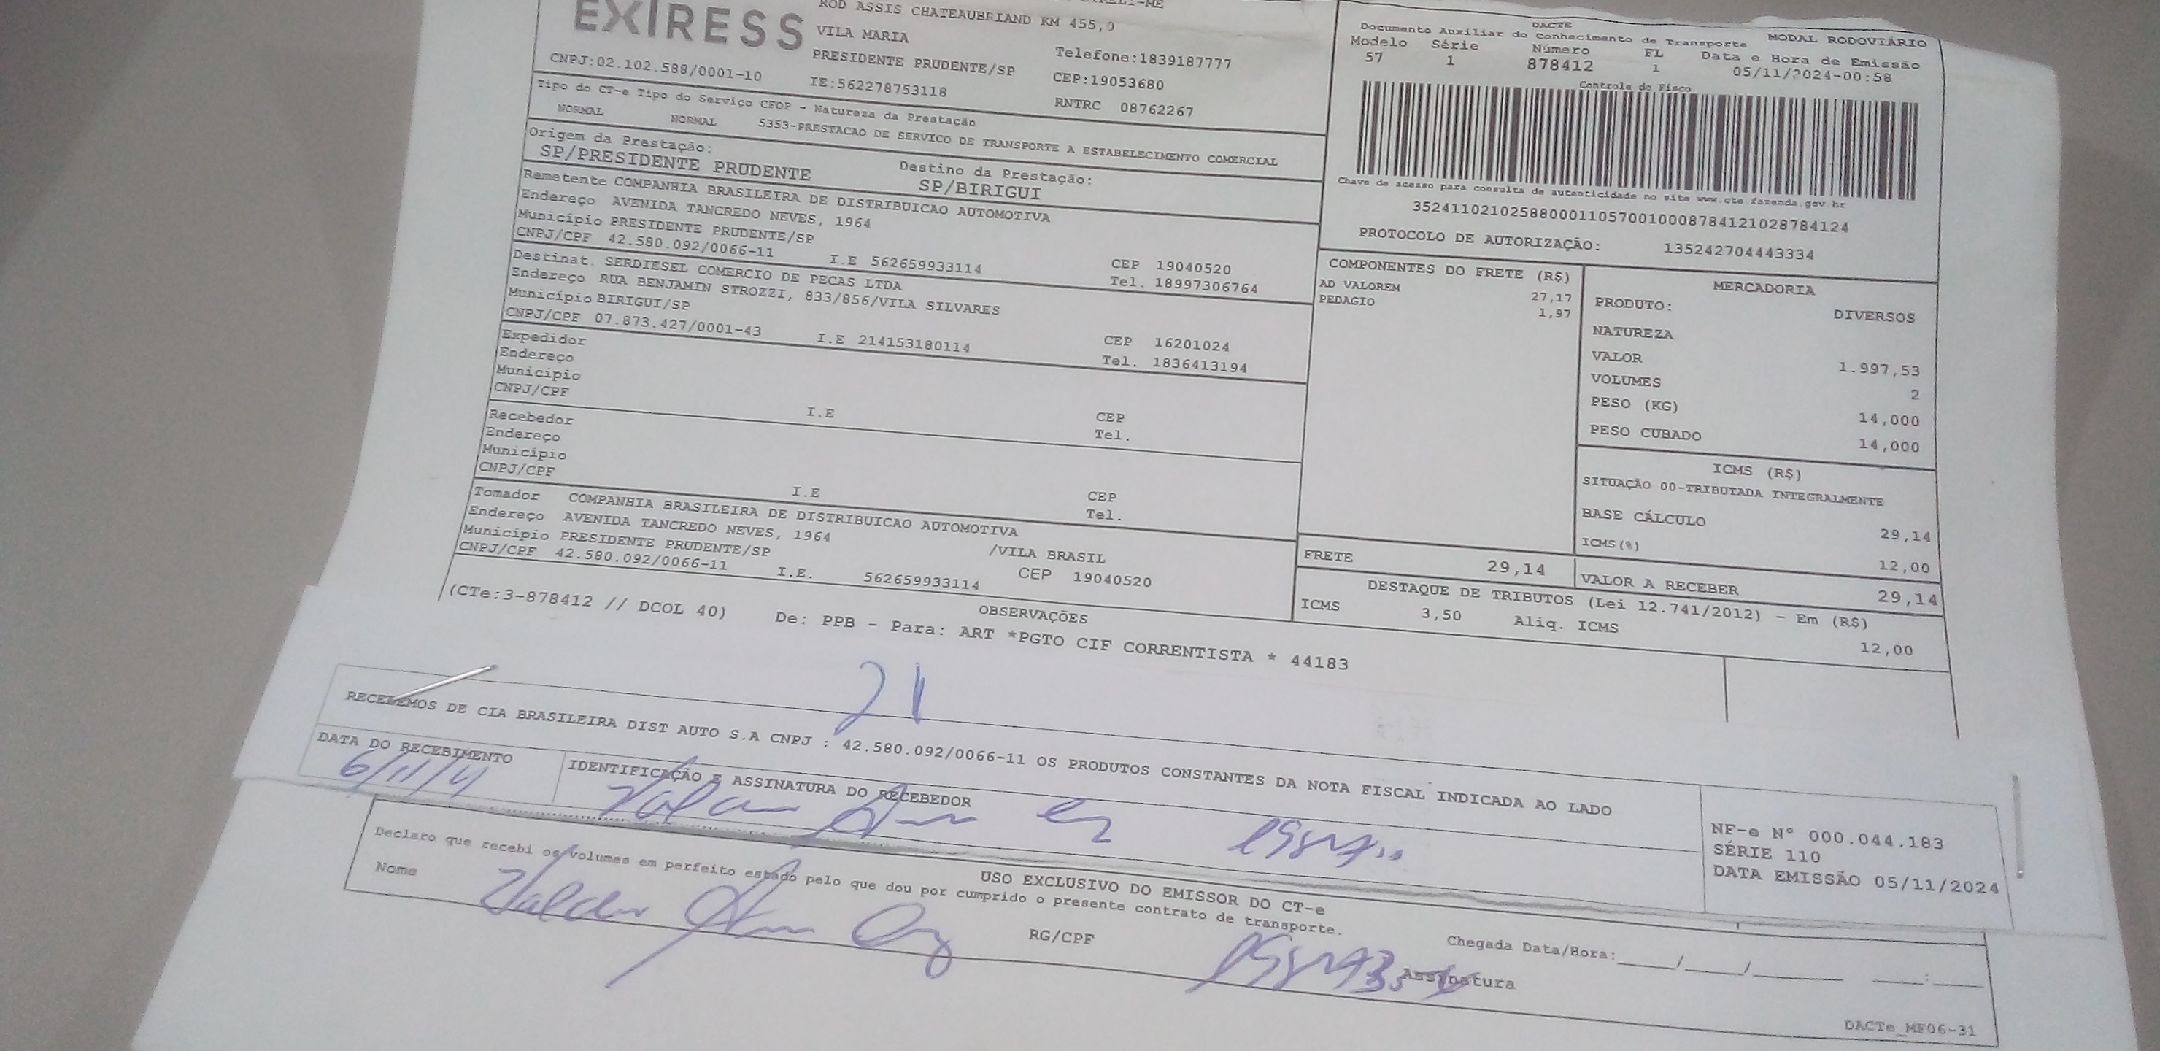 EXIRESS
ROD ASSIS CHATEAUBRIAND KM 455,0
VILA MARIA
PRESIDENTE PRUDENTE/SP
Telefone:1839187777
CNPJ:02.102.588/0001-10
IE:562278753118
CEP:19053680
RNTRC 08762267
DACTE
Documento Auxiliar do Conhecimento de Transporte
MODAL RODOVIÁRIO
Modelo Série Número FL Data e Hora de Emissão
57 1 878412 1 05/11/2024-00:58
Controle do Fisco
Chave de acesso para consulta de autenticidade no site www.cte.fazenda.gov.br
35241102102588000110570010008784121028784124
PROTOCOLO DE AUTORIZAÇÃO: 135242704443334
Tipo do CT-e Tipo do Serviço CFOP - Natureza da Prestação
NORMAL NORMAL 5353-PRESTACAO DE SERVICO DE TRANSPORTE A ESTABELECIMENTO COMERCIAL
Origem da Prestação: Destino da Prestação:
SP/PRESIDENTE PRUDENTE SP/BIRIGUI
Remetente COMPANHIA BRASILEIRA DE DISTRIBUICAO AUTOMOTIVA
Endereço AVENIDA TANCREDO NEVES, 1964
Município PRESIDENTE PRUDENTE/SP CEP 19040520
CNPJ/CPF 42.580.092/0066-11 I.E 562659933114 Tel. 18997306764
Destinat. SERDIESEL COMERCIO DE PECAS LTDA
Endereço RUA BENJAMIN STROZZI, 833/856/VILA SILVARES
Município BIRIGUI/SP CEP 16201024
CNPJ/CPF 07.873.427/0001-43 I.E 214153180114 Tel. 1836413194
Expedidor
Endereço
Município CEP
CNPJ/CPF I.E Tel.
Recebedor
Endereço
Município CEP
CNPJ/CPF I.E Tel.
Tomador COMPANHIA BRASILEIRA DE DISTRIBUICAO AUTOMOTIVA
Endereço AVENIDA TANCREDO NEVES, 1964 /VILA BRASIL
Município PRESIDENTE PRUDENTE/SP CEP 19040520
CNPJ/CPF 42.580.092/0066-11 I.E. 562659933114
COMPONENTES DO FRETE (R$)
AD VALOREM 27,17
PEDAGIO 1,97
FRETE 29,14
MERCADORIA
PRODUTO: DIVERSOS
NATUREZA
VALOR 1.997,53
VOLUMES 2
PESO (KG) 14,000
PESO CUBADO 14,000
ICMS (R$)
SITUAÇÃO 00-TRIBUTADA INTEGRALMENTE
BASE CÁLCULO 29,14
ICMS(%) 12,00
VALOR A RECEBER 29,14
DESTAQUE DE TRIBUTOS (Lei 12.741/2012) - Em (R$)
ICMS 3,50 Aliq. ICMS 12,00
OBSERVAÇÕES
(CTe:3-878412 // DCOL 40) De: PPB - Para: ART *PGTO CIF CORRENTISTA * 44183
21
RECEBEMOS DE CIA BRASILEIRA DIST AUTO S.A CNPJ : 42.580.092/0066-11 OS PRODUTOS CONSTANTES DA NOTA FISCAL INDICADA AO LADO
DATA DO RECEBIMENTO IDENTIFICAÇÃO E ASSINATURA DO RECEBEDOR
NF-e Nº 000.044.183
SÉRIE 110
DATA EMISSÃO 05/11/2024
USO EXCLUSIVO DO EMISSOR DO CT-e
Declaro que recebi os volumes em perfeito estado pelo que dou por cumprido o presente contrato de transporte.
Nome RG/CPF Assinatura
Chegada Data/Hora:____/____/______ ____:____
DACTe_MF06-31